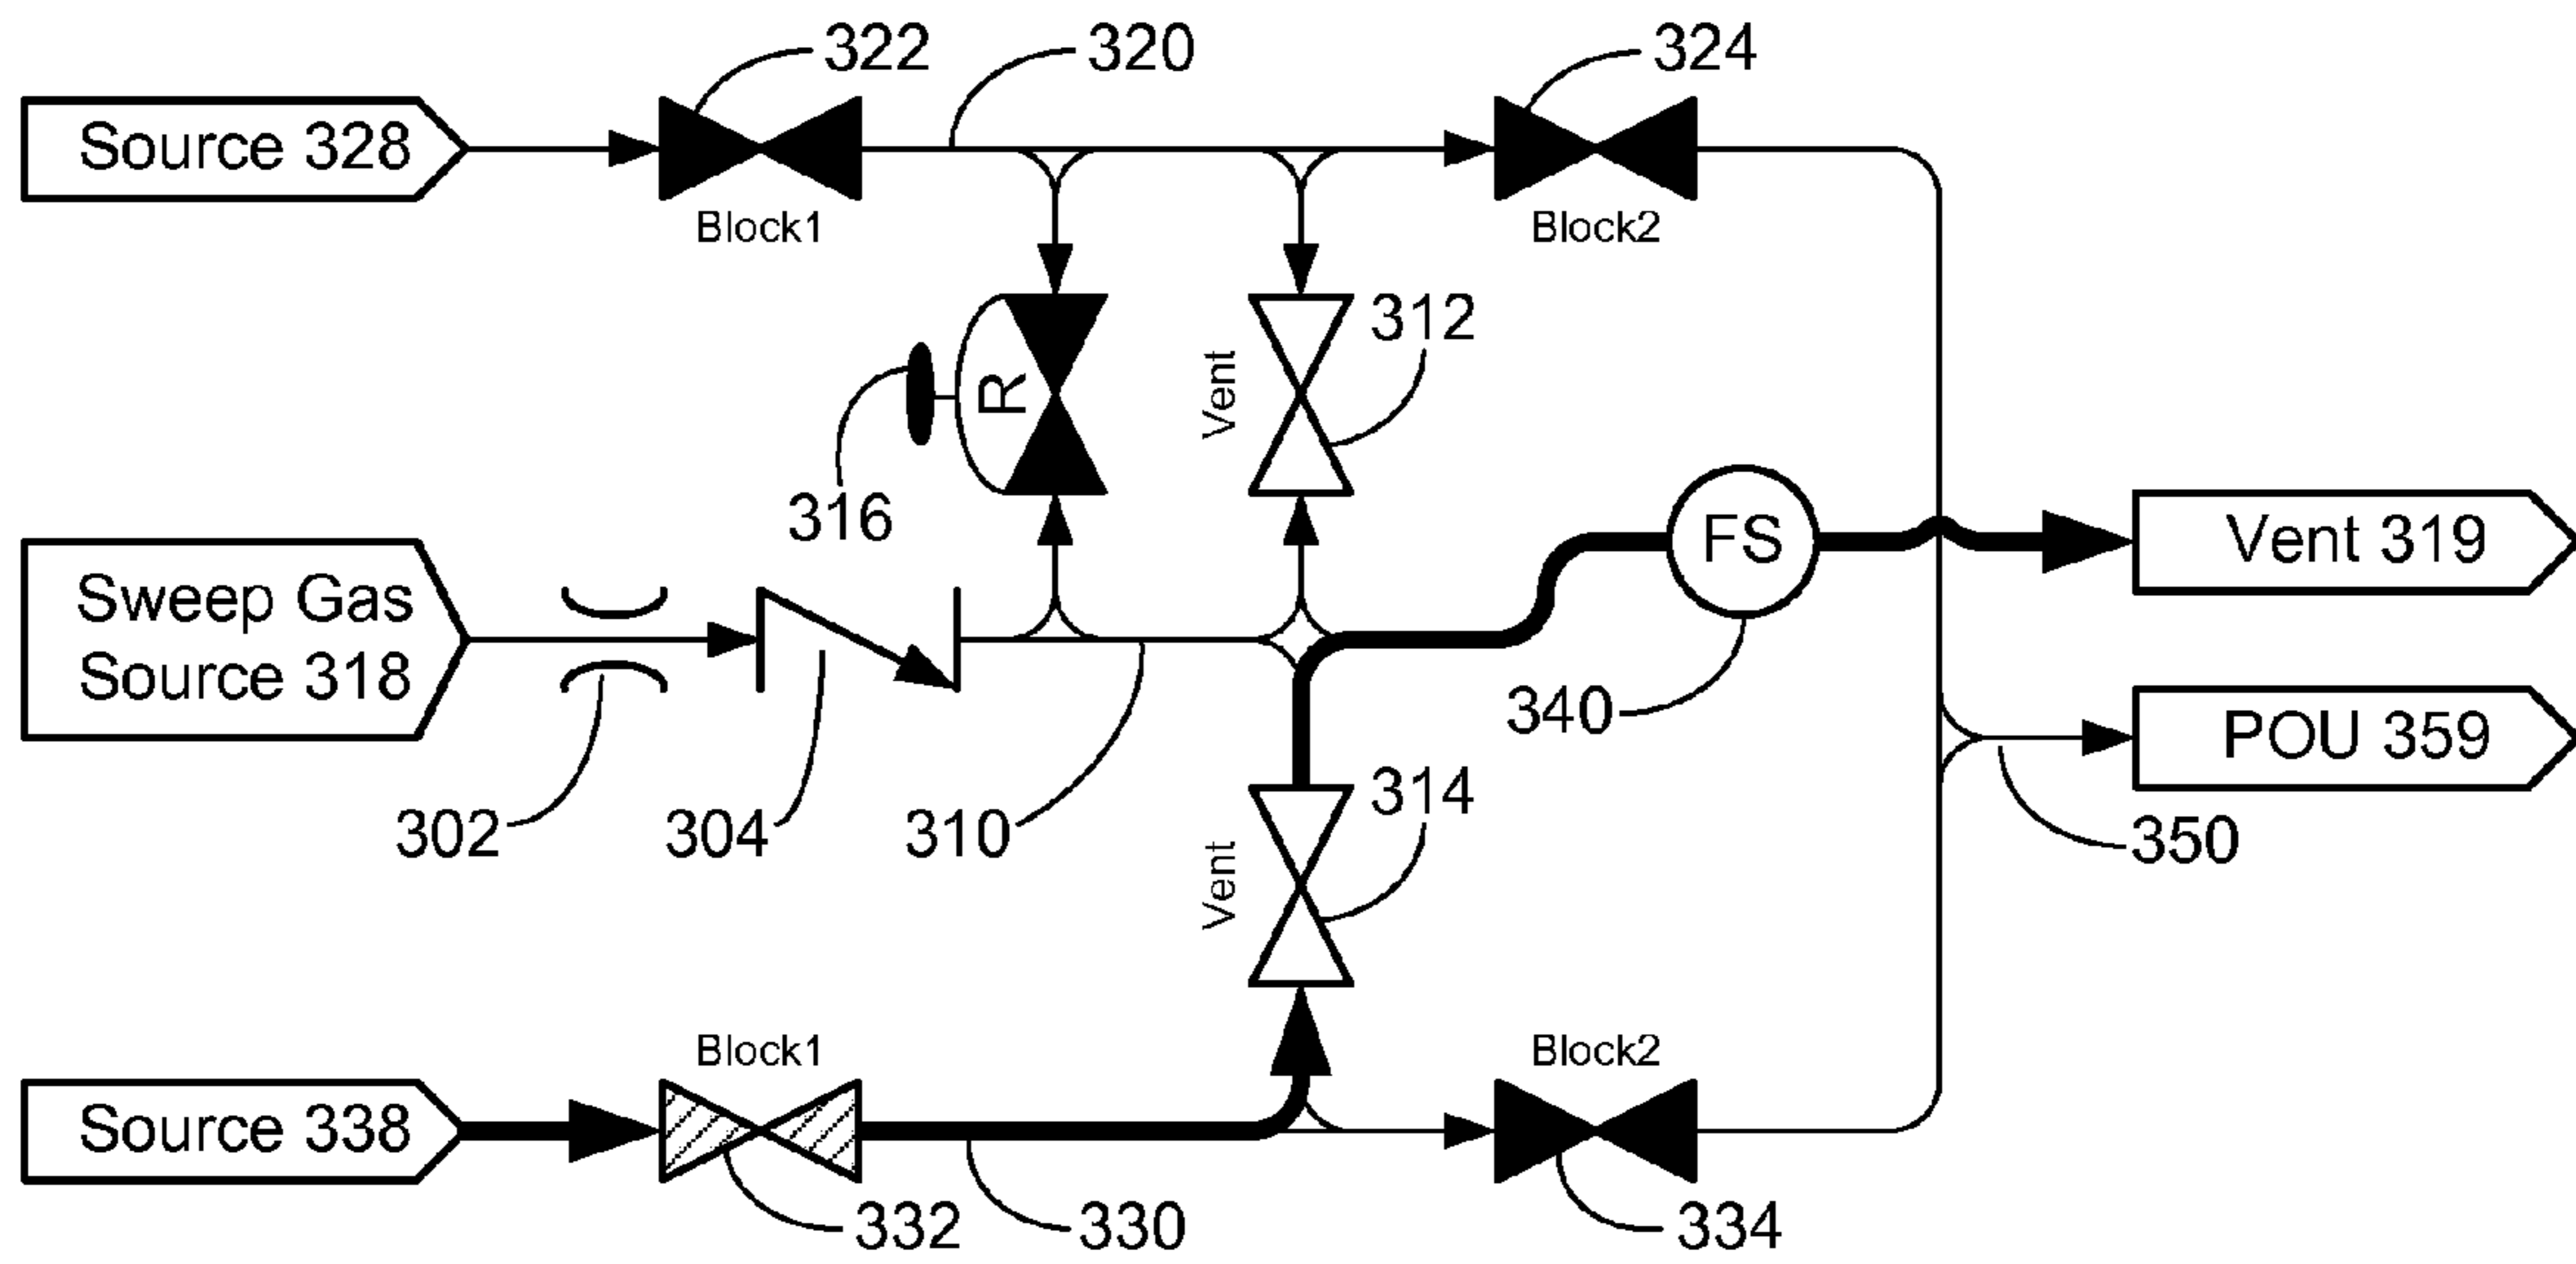 322
320
324
Source 328
Block1
Block2
316
R
Vent
312
FS
Vent 319
Sweep Gas
Source 318
302
304
310
340
POU 359
350
314
Vent
Block1
Block2
Source 338
332
330
334